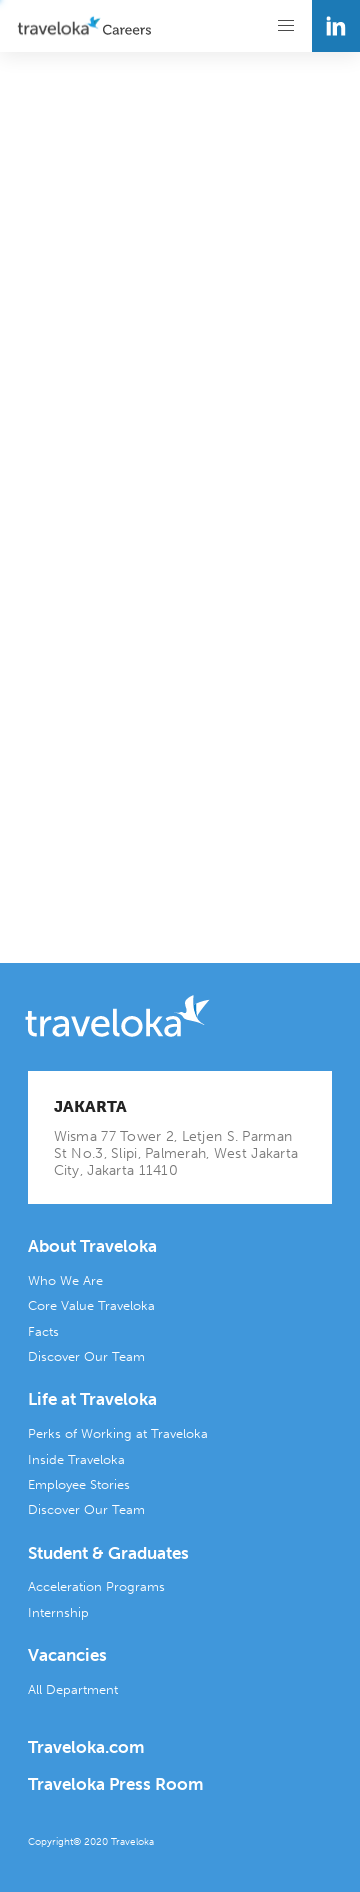 traveloka Careers
in
traveloka
JAKARTA
Wisma 77 Tower 2, Letjen S. Parman
St No.3, Slipi, Palmerah, West Jakarta
City, Jakarta 11410
About Traveloka
Who We Are
Core Value Traveloka
Facts
Discover Our Team
Life at Traveloka
Perks of Working at Traveloka
Inside Traveloka
Employee Stories
Discover Our Team
Student & Graduates
Acceleration Programs
Internship
Vacancies
All Department
Traveloka.com
Traveloka Press Room
Copyright© 2020 Traveloka